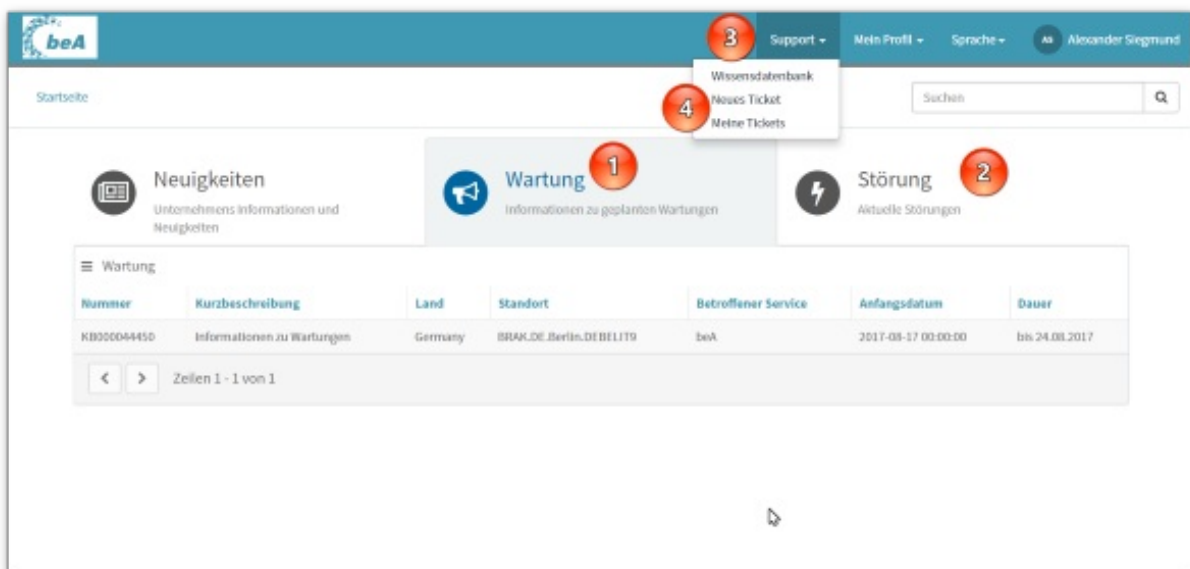 beA
3
Support
Mein Profil
Sprache
AS
Alexander Siegmund
Startseite
Wissensdatenbank
4
Neues Ticket
Meine Tickets
Suchen
Neuigkeiten
Unternehmens Informationen und
Neuigkeiten
Wartung
1
Informationen zu geplanten Wartungen
Störung
2
Aktuelle Störungen
Wartung
Nummer Kurzbeschreibung Land Standort Betroffener Service Anfangsdatum Dauer
KB000044450 Informationen zu Wartungen Germany BRAK.DE.Berlin.DEBELIT9 beA 2017-08-17 00:00:00 bis 24.08.2017
Zeilen 1 - 1 von 1